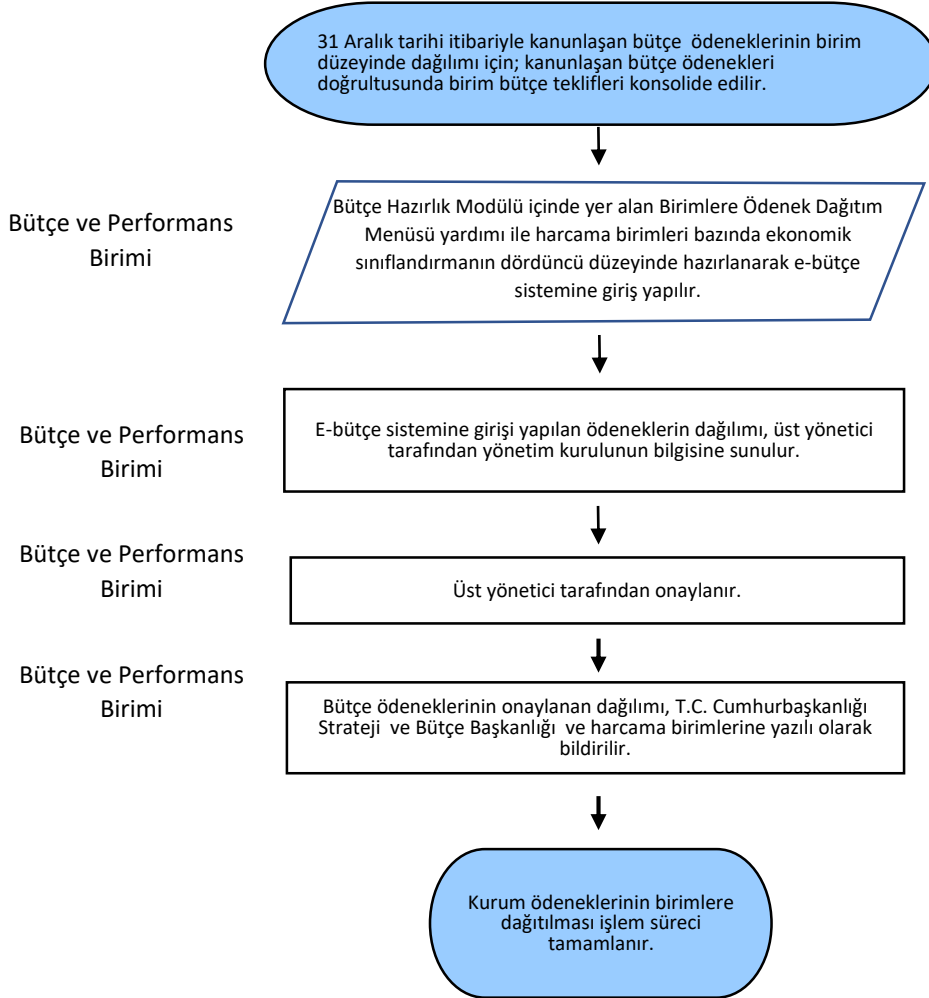 31 Aralık tarihi itibariyle kanunlaşan bütçe ödeneklerinin birim
düzeyinde dağılımı için; kanunlaşan bütçe ödenekleri
doğrultusunda birim bütçe teklifleri konsolide edilir.
Bütçe ve Performans
Birimi
Bütçe Hazırlık Modülü içinde yer alan Birimlere Ödenek Dağıtım
Menüsü yardımı ile harcama birimleri bazında ekonomik
sınıflandırmanın dördüncü düzeyinde hazırlanarak e-bütçe
sistemine giriş yapılır.
Bütçe ve Performans
Birimi
E-bütçe sistemine girişi yapılan ödeneklerin dağılımı, üst yönetici
tarafından yönetim kurulunun bilgisine sunulur.
Bütçe ve Performans
Birimi
Üst yönetici tarafından onaylanır.
Bütçe ve Performans
Birimi
Bütçe ödeneklerinin onaylanan dağılımı, T.C. Cumhurbaşkanlığı
Strateji ve Bütçe Başkanlığı ve harcama birimlerine yazılı olarak
bildirilir.
Kurum ödeneklerinin birimlere
dağıtılması işlem süreci
tamamlanır.